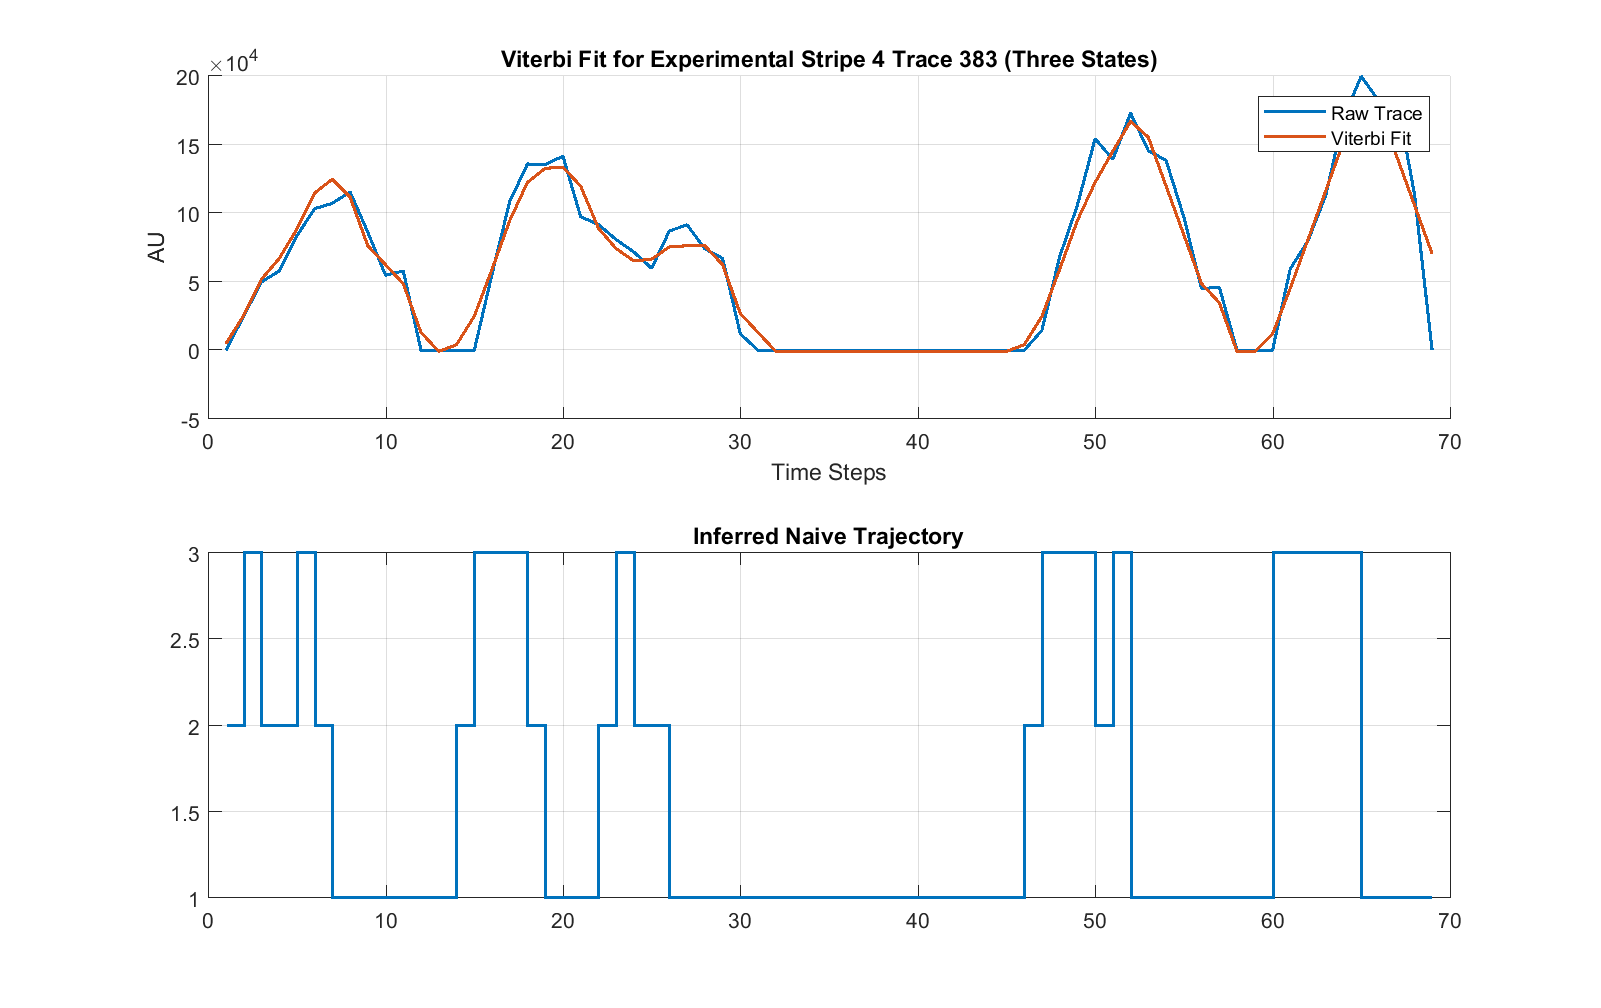 Viterbi Fit for Experimental Stripe 4 Trace 383 (Three States)
×10⁴
20
15
10
5
0
-5
AU
Raw Trace
Viterbi Fit
0 10 20 30 40 50 60 70
Time Steps
Inferred Naive Trajectory
3
2.5
2
1.5
1
0 10 20 30 40 50 60 70